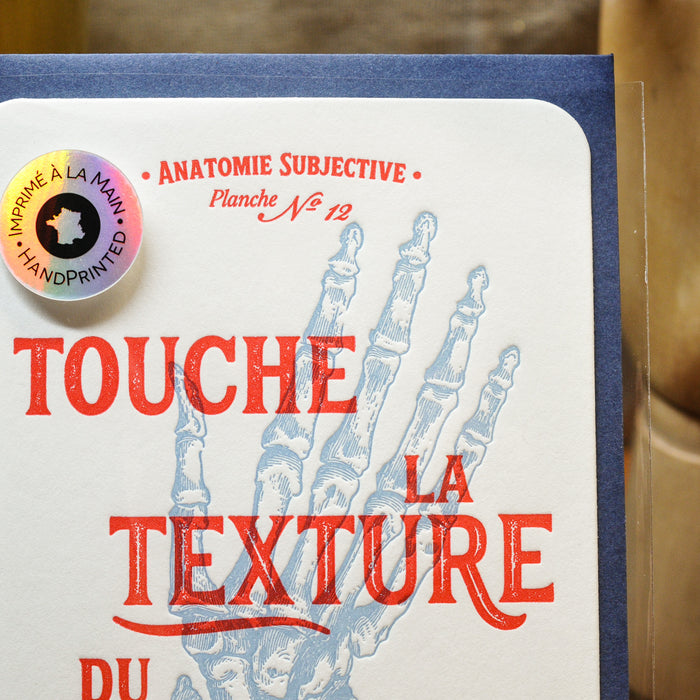 • ANATOMIE SUBJECTIVE •
Planche Nº 12
• IMPRIMÉ À LA MAIN •
HANDPRINTED
TOUCHE
LA
TEXTURE
DU